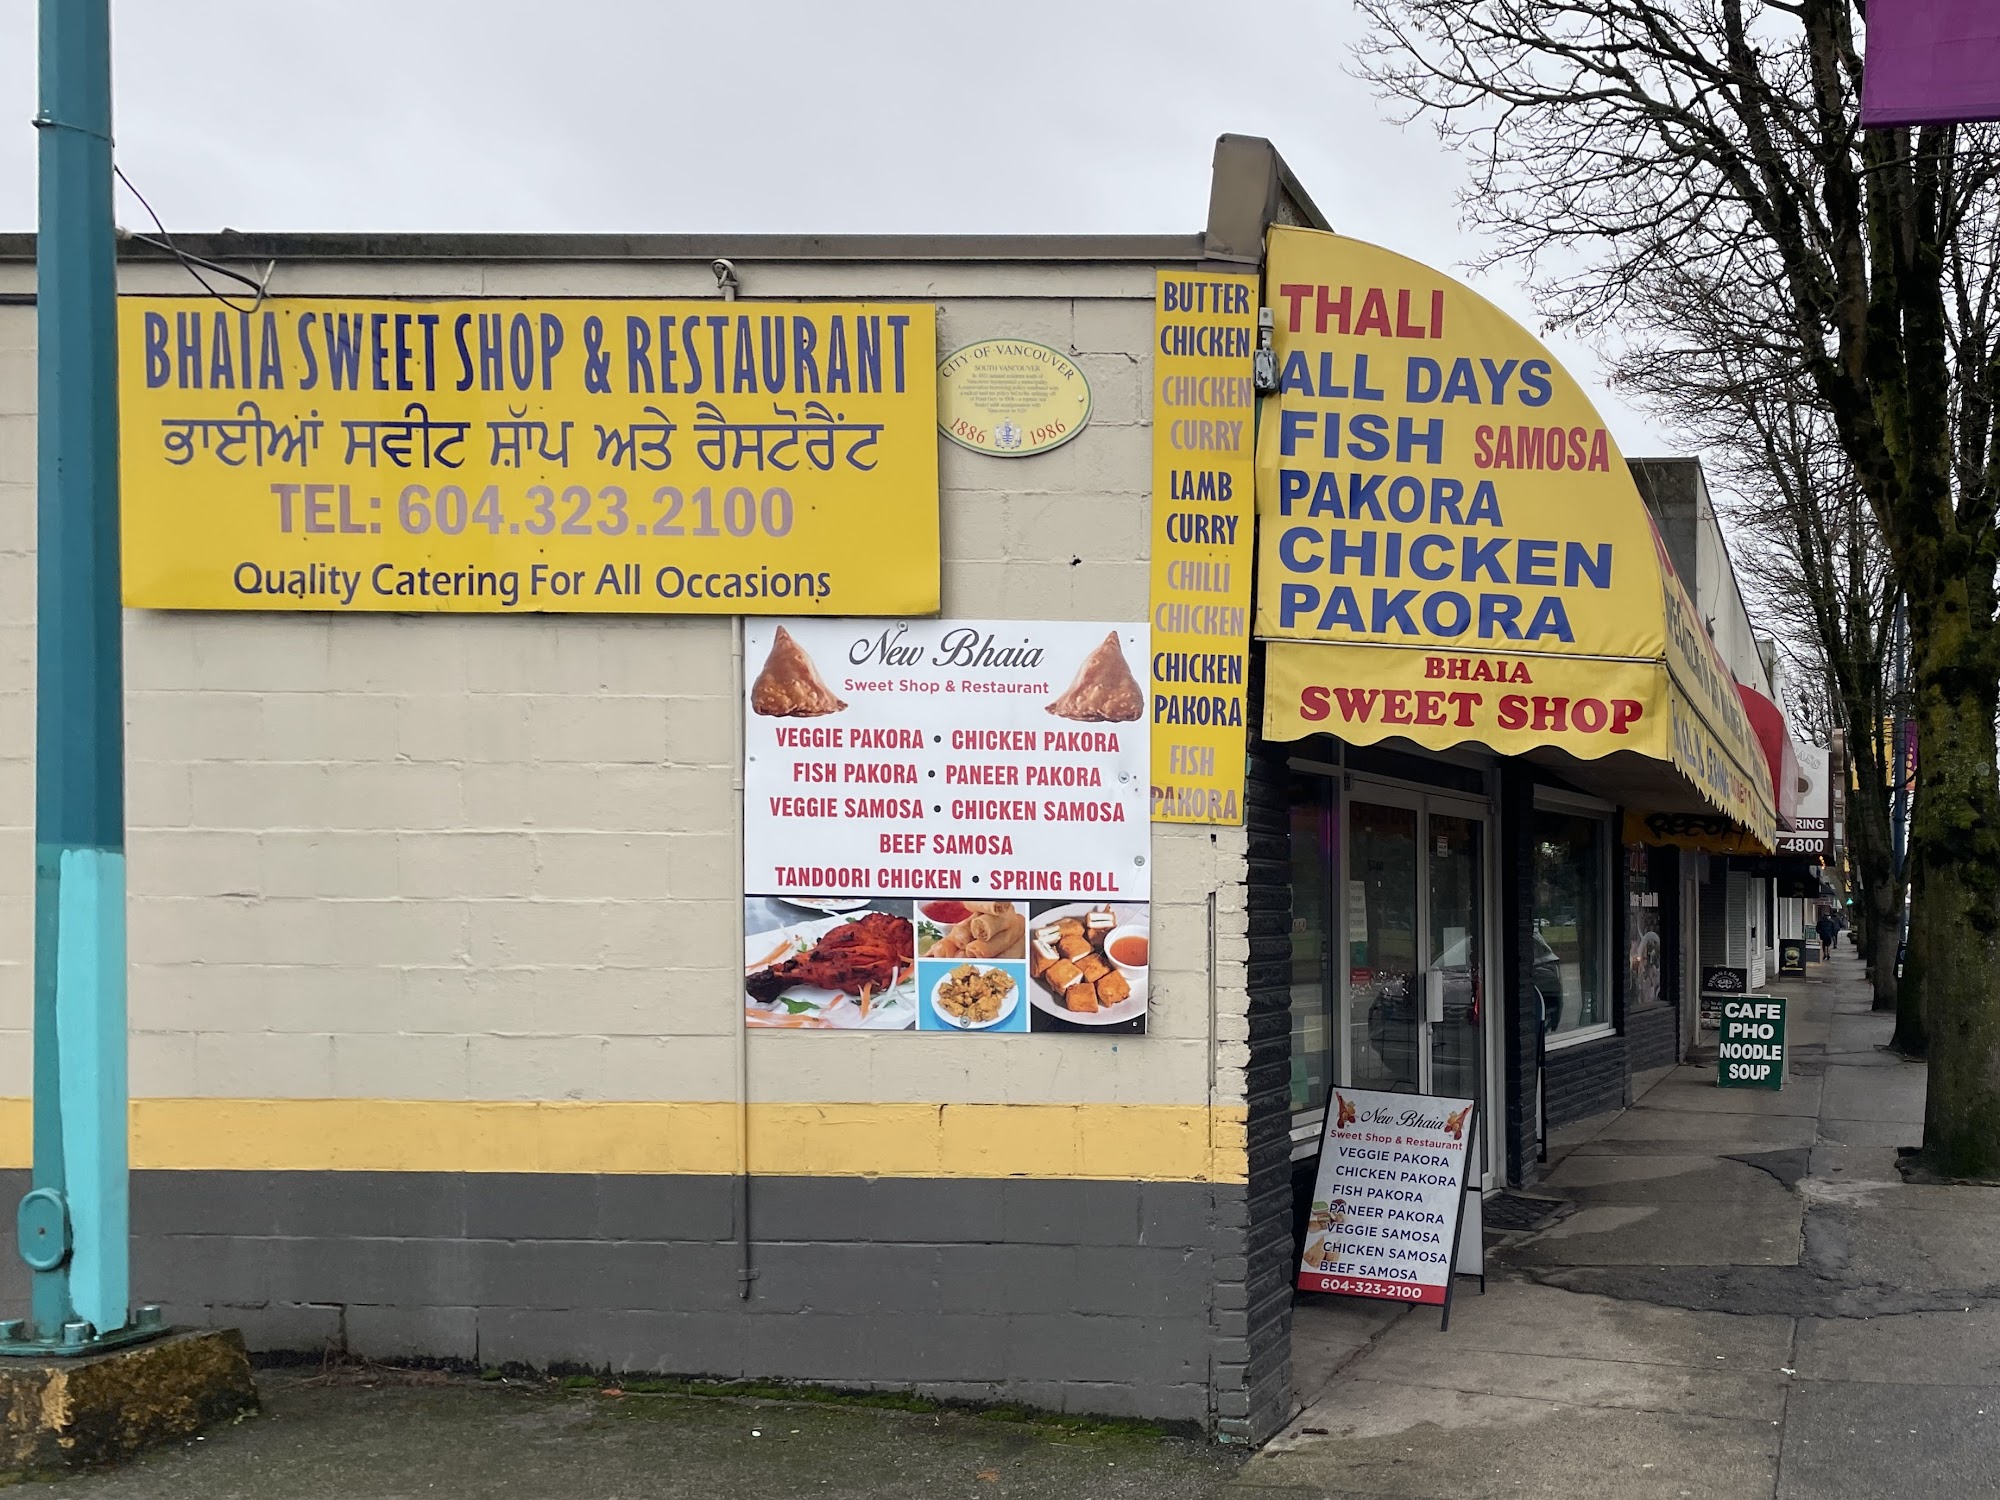 BHAIA SWEET SHOP & RESTAURANT
ਭਾਈਆਂ ਸਵੀਟ ਸ਼ਾੱਪ ਅਤੇ ਰੈਸਟੋਰੈਂਟ
TEL: 604.323.2100
Quality Catering For All Occasions
CITY OF VANCOUVER
SOUTH VANCOUVER
1886 1986
New Bhaia
Sweet Shop & Restaurant
VEGGIE PAKORA • CHICKEN PAKORA
FISH PAKORA • PANEER PAKORA
VEGGIE SAMOSA • CHICKEN SAMOSA
BEEF SAMOSA
TANDOORI CHICKEN • SPRING ROLL
BUTTER
CHICKEN
CHICKEN
CURRY
LAMB
CURRY
CHILLI
CHICKEN
CHICKEN
PAKORA
FISH
PAKORA
THALI
ALL DAYS
FISH SAMOSA
PAKORA
CHICKEN
PAKORA
BHAIA
SWEET SHOP
New Bhaia
Sweet Shop & Restaurant
VEGGIE PAKORA
CHICKEN PAKORA
FISH PAKORA
PANEER PAKORA
VEGGIE SAMOSA
CHICKEN SAMOSA
BEEF SAMOSA
604-323-2100
CAFE
PHO
NOODLE
SOUP
-4800